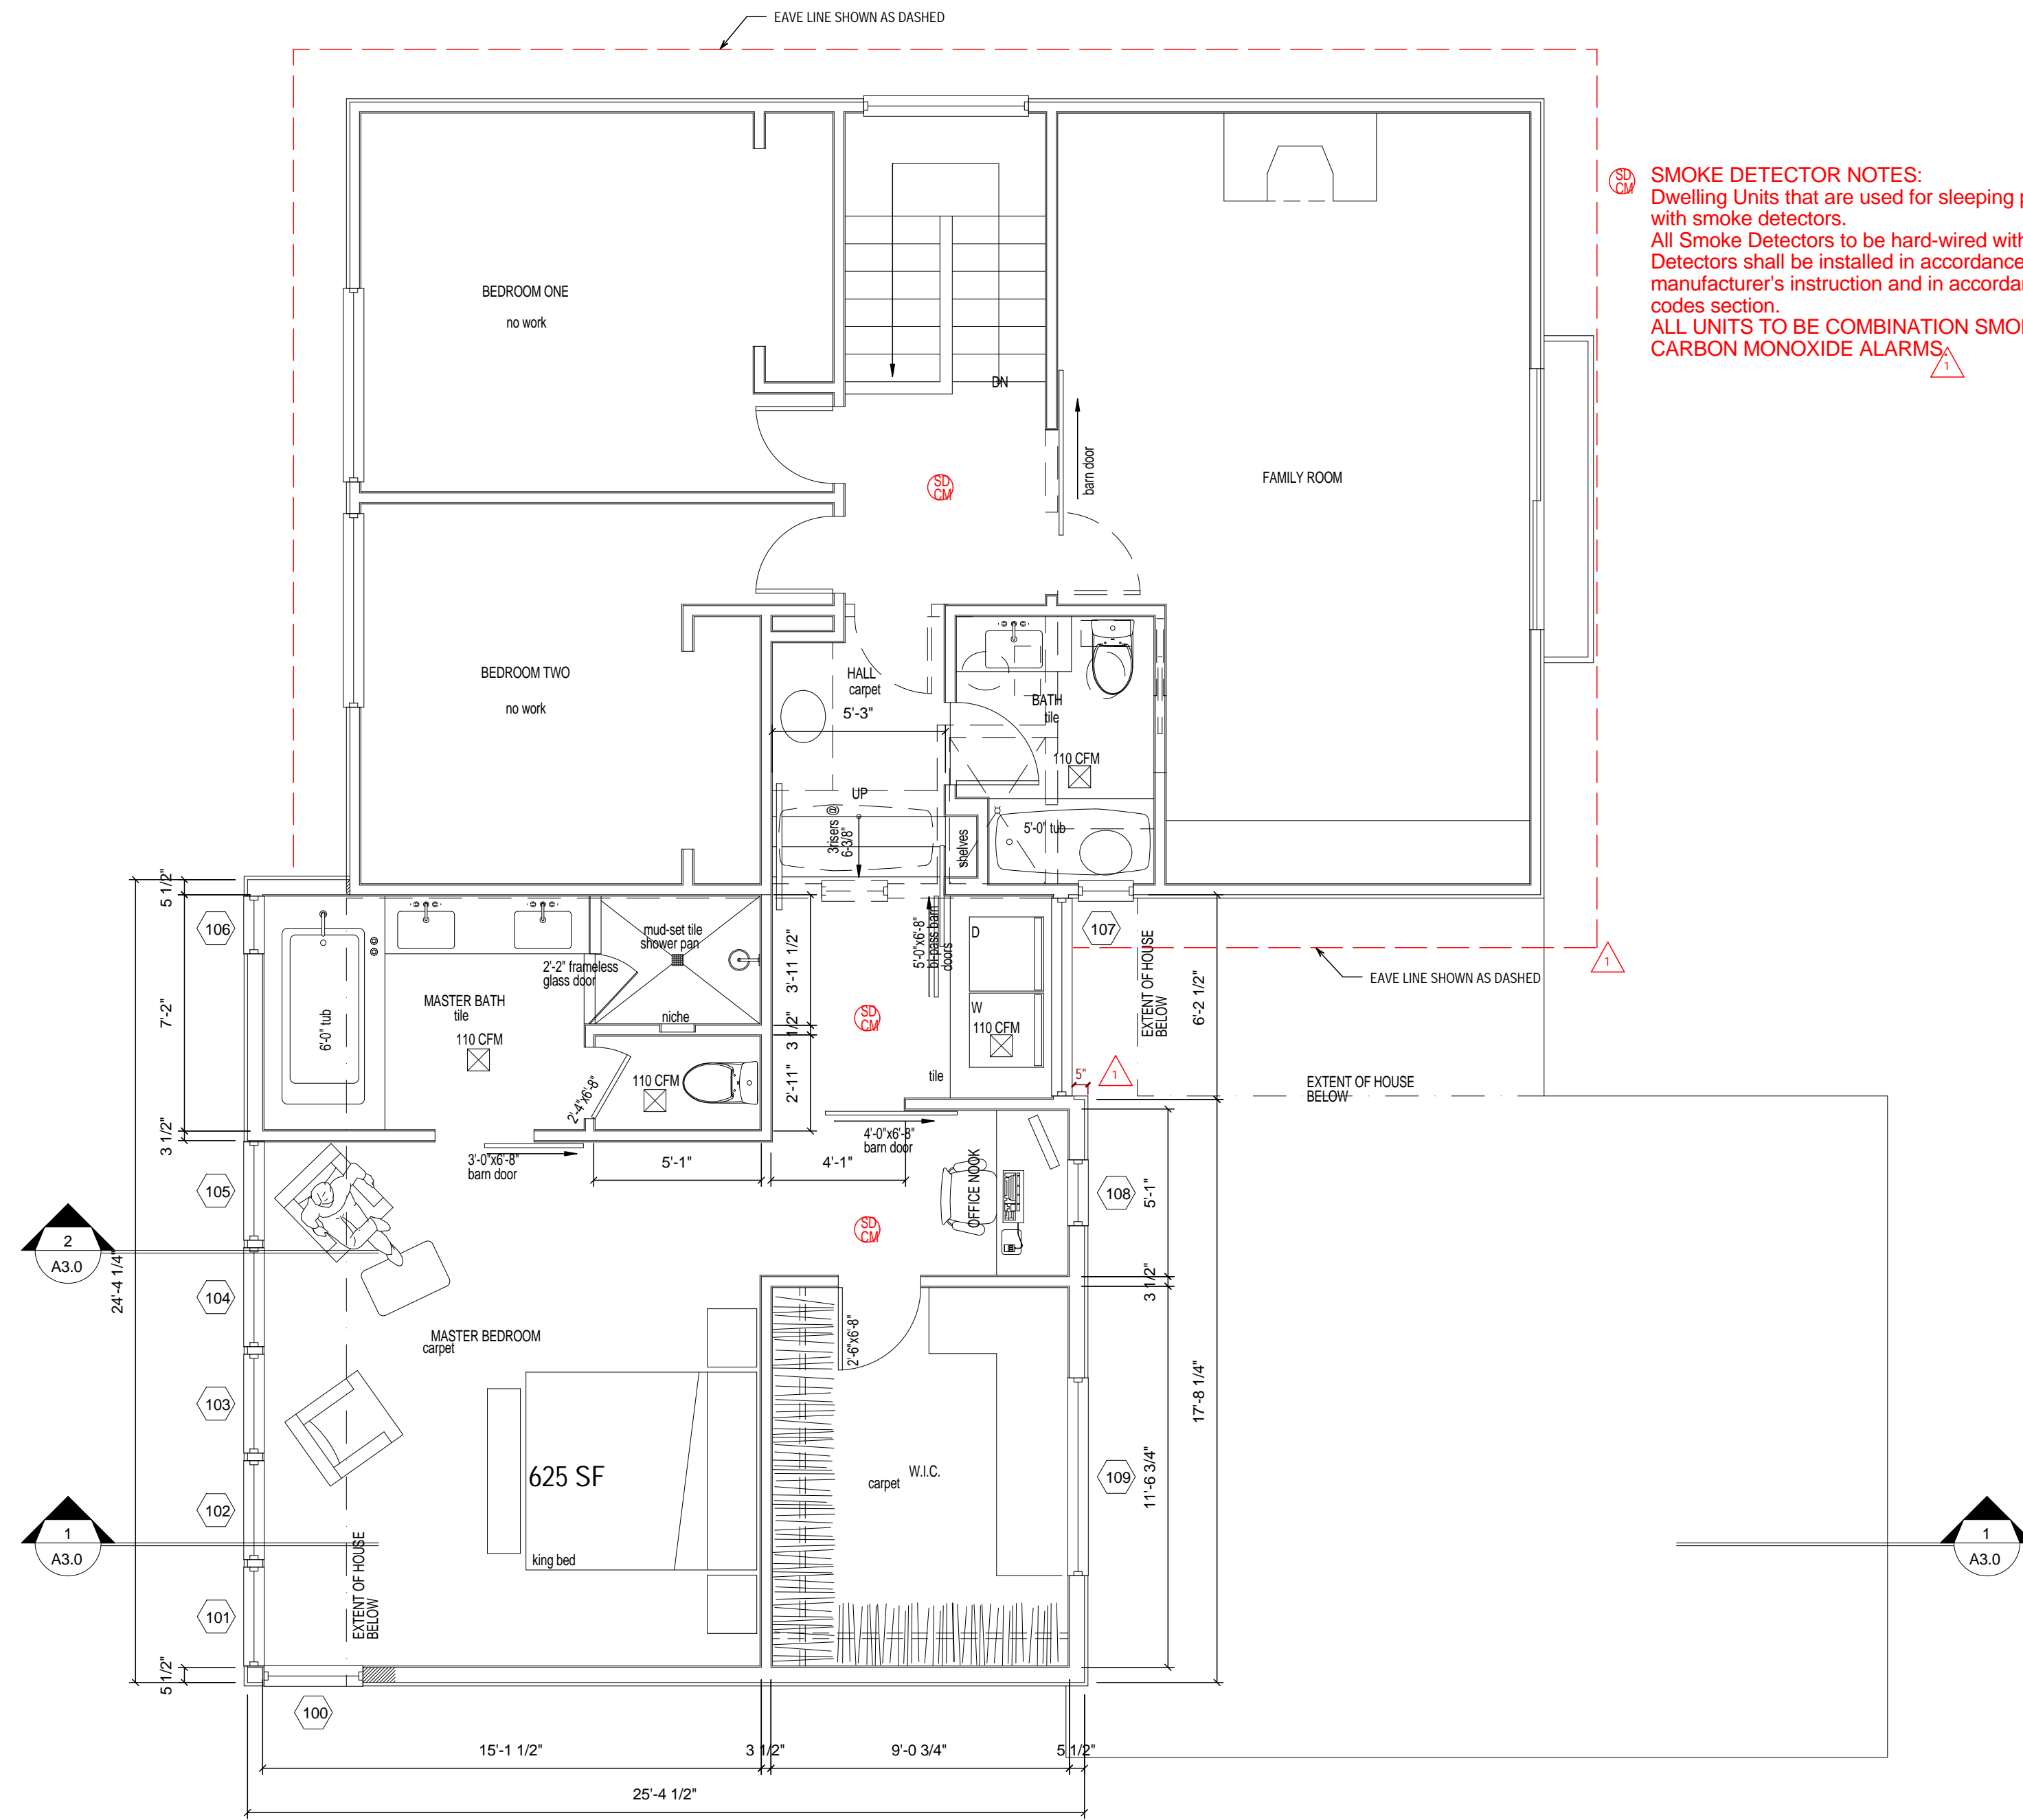 EAVE LINE SHOWN AS DASHED
SD
CM
SMOKE DETECTOR NOTES:
Dwelling Units that are used for sleeping
with smoke detectors.
All Smoke Detectors to be hard-wired with
Detectors shall be installed in accordance
manufacturer's instruction and in
codes section.
ALL UNITS TO BE COMBINATION
CARBON MONOXIDE ALARMS.
1
BEDROOM ONE
no work
DN
barn door
FAMILY ROOM
SD
CM
BEDROOM TWO
no work
HALL
carpet
5'-3"
BATH
tile
110 CFM
UP
3risers @
6-3/8"
shelves
5'-0" tub
5 1/2"
106
mud-set tile
shower pan
2'-2" frameless
glass door
3'-11 1/2"
5'-0"x6'-8"
bi-pass barn
doors
D
107
EXTENT OF HOUSE
BELOW
1
EAVE LINE SHOWN AS DASHED
7'-2"
6'-0" tub
MASTER BATH
tile
110 CFM
niche
3 1/2"
SD
CM
W
110 CFM
6'-2 1/2"
2'-4"x6'-8"
110 CFM
2'-11"
tile
5"
1
EXTENT OF HOUSE
BELOW
3 1/2"
3'-0"x6'-8"
barn door
5'-1"
4'-1"
4'-0"x6'-8"
barn door
OFFICE NOOK
105
108
5'-1"
2
A3.0
24'-4 1/4"
SD
CM
104
3 1/2"
MASTER BEDROOM
carpet
2'-6"x6'-8"
17'-8 1/4"
103
625 SF
W.I.C.
carpet
109
11'-6 3/4"
102
1
A3.0
king bed
1
A3.0
101
EXTENT OF HOUSE
BELOW
5 1/2"
100
15'-1 1/2"
3 1/2"
9'-0 3/4"
5 1/2"
25'-4 1/2"